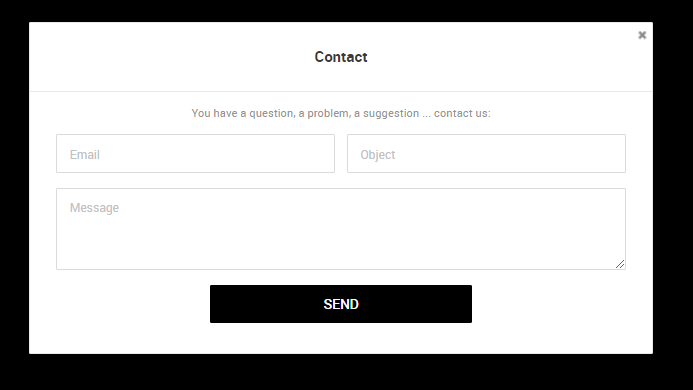 Contact
You have a question, a problem, a suggestion ... contact us:
Email
Object
Message
SEND